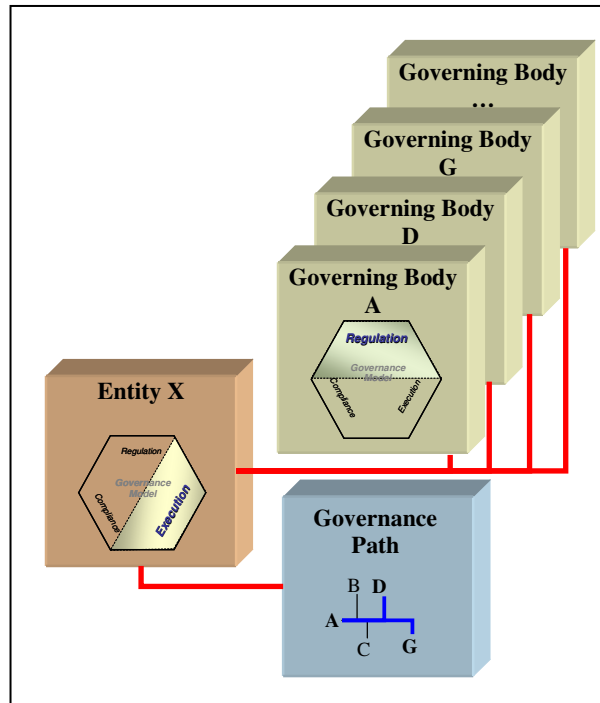 Governing Body
...
Governing Body
G
Governing Body
D
Governing Body
A
Regulation
Governance
Model
Compliance
Execution
Entity X
Regulation
Governance
Model
Compliance
Execution
Governance
Path
B
D
A
C
G